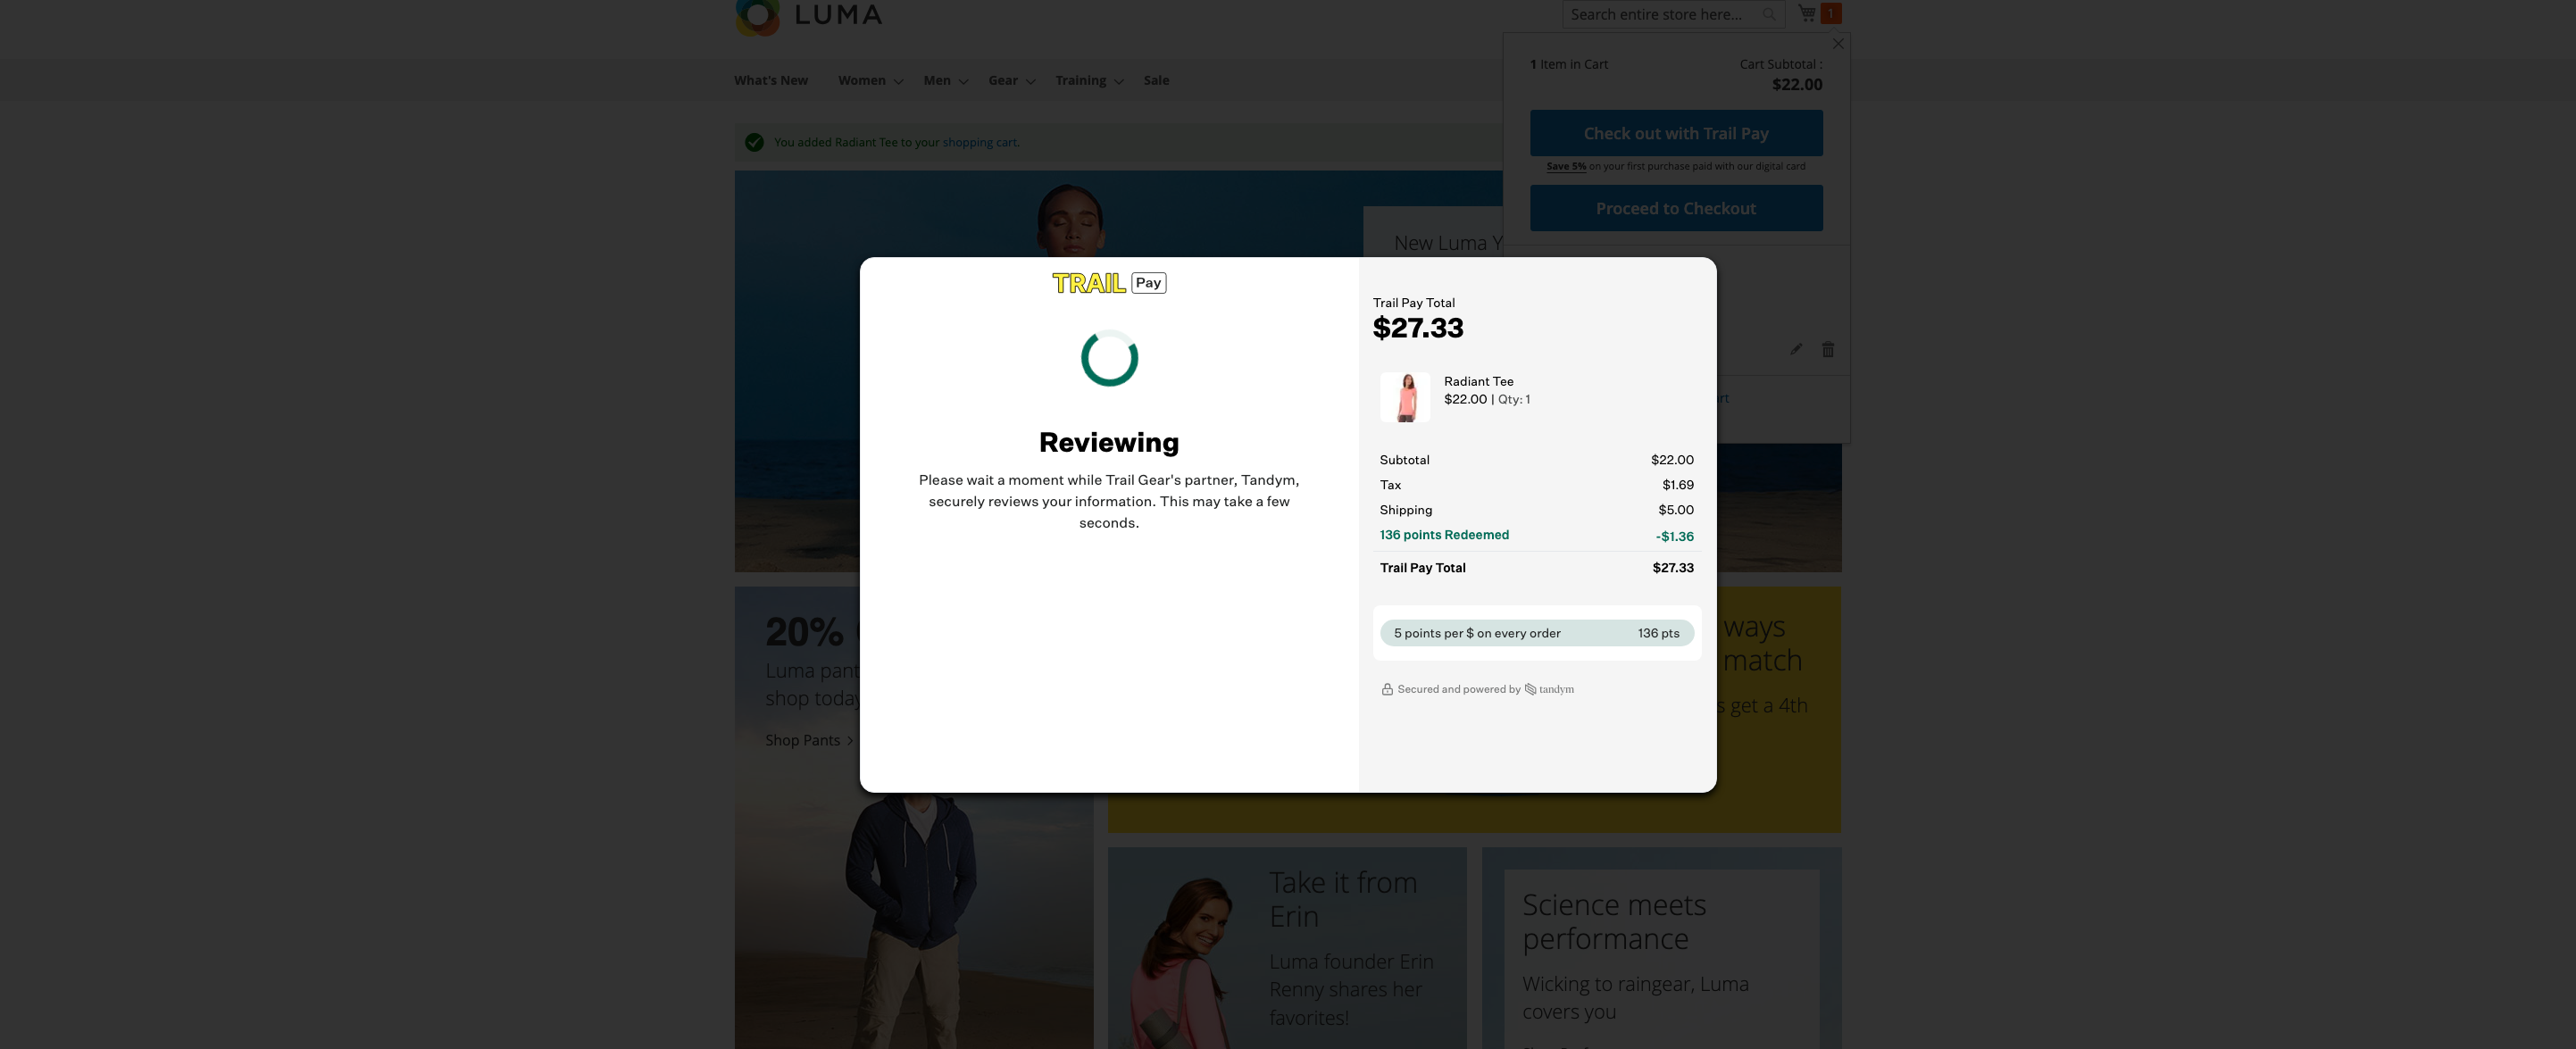 LUMA
Search entire store here...
1
What's New
Women
Men
Gear
Training
Sale
1 Item in Cart
Cart Subtotal :
$22.00
Check out with Trail Pay
Save 5% on your first purchase paid with our digital card
Proceed to Checkout
You added Radiant Tee to your shopping cart.
New Luma Y
TRAIL Pay
Reviewing
Please wait a moment while Trail Gear's partner, Tandym,
securely reviews your information. This may take a few
seconds.
Trail Pay Total
$27.33
Radiant Tee
$22.00 | Qty: 1
Subtotal
$22.00
Tax
$1.69
Shipping
$5.00
136 points Redeemed
-$1.36
Trail Pay Total
$27.33
5 points per $ on every order
136 pts
Secured and powered by tandym
20%
Luma pant
shop today
Shop Pants
ways
match
s get a 4th
Take it from
Erin
Luma founder Erin
Renny shares her
favorites!
Science meets
performance
Wicking to raingear, Luma
covers you